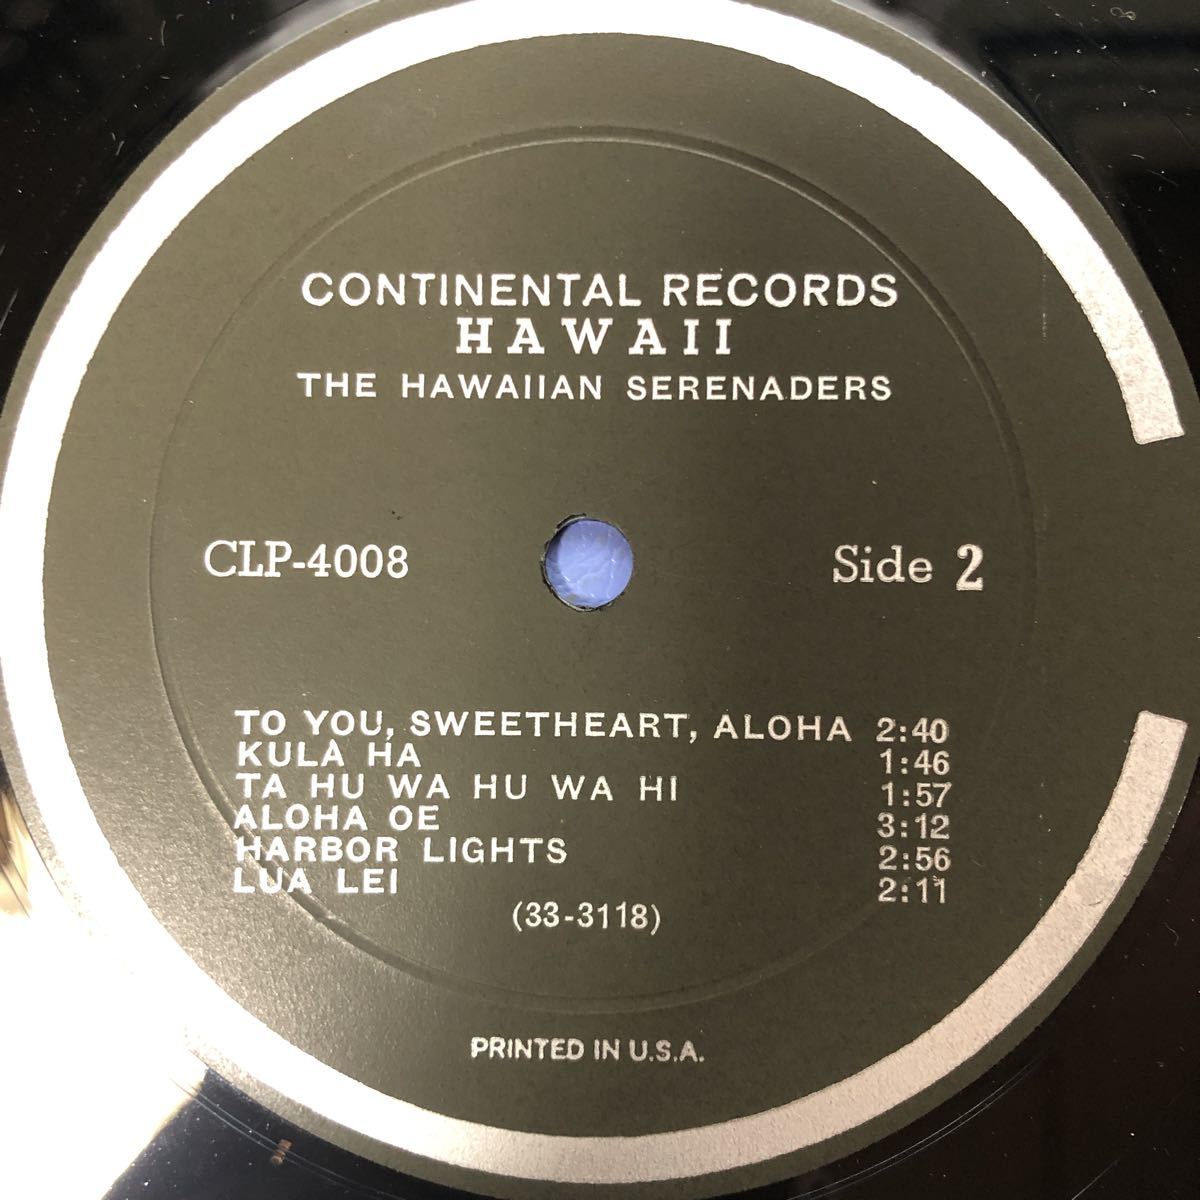 CONTINENTAL RECORDS
HAWAII
THE HAWAIIAN SERENADERS
CLP-4008 Side 2
TO YOU, SWEETHEART, ALOHA 2:40
KULA HA 1:46
TA HU WA HU WA HI 1:57
ALOHA OE 3:12
HARBOR LIGHTS 2:56
LUA LEI 2:11
(33-3118)
PRINTED IN U.S.A.